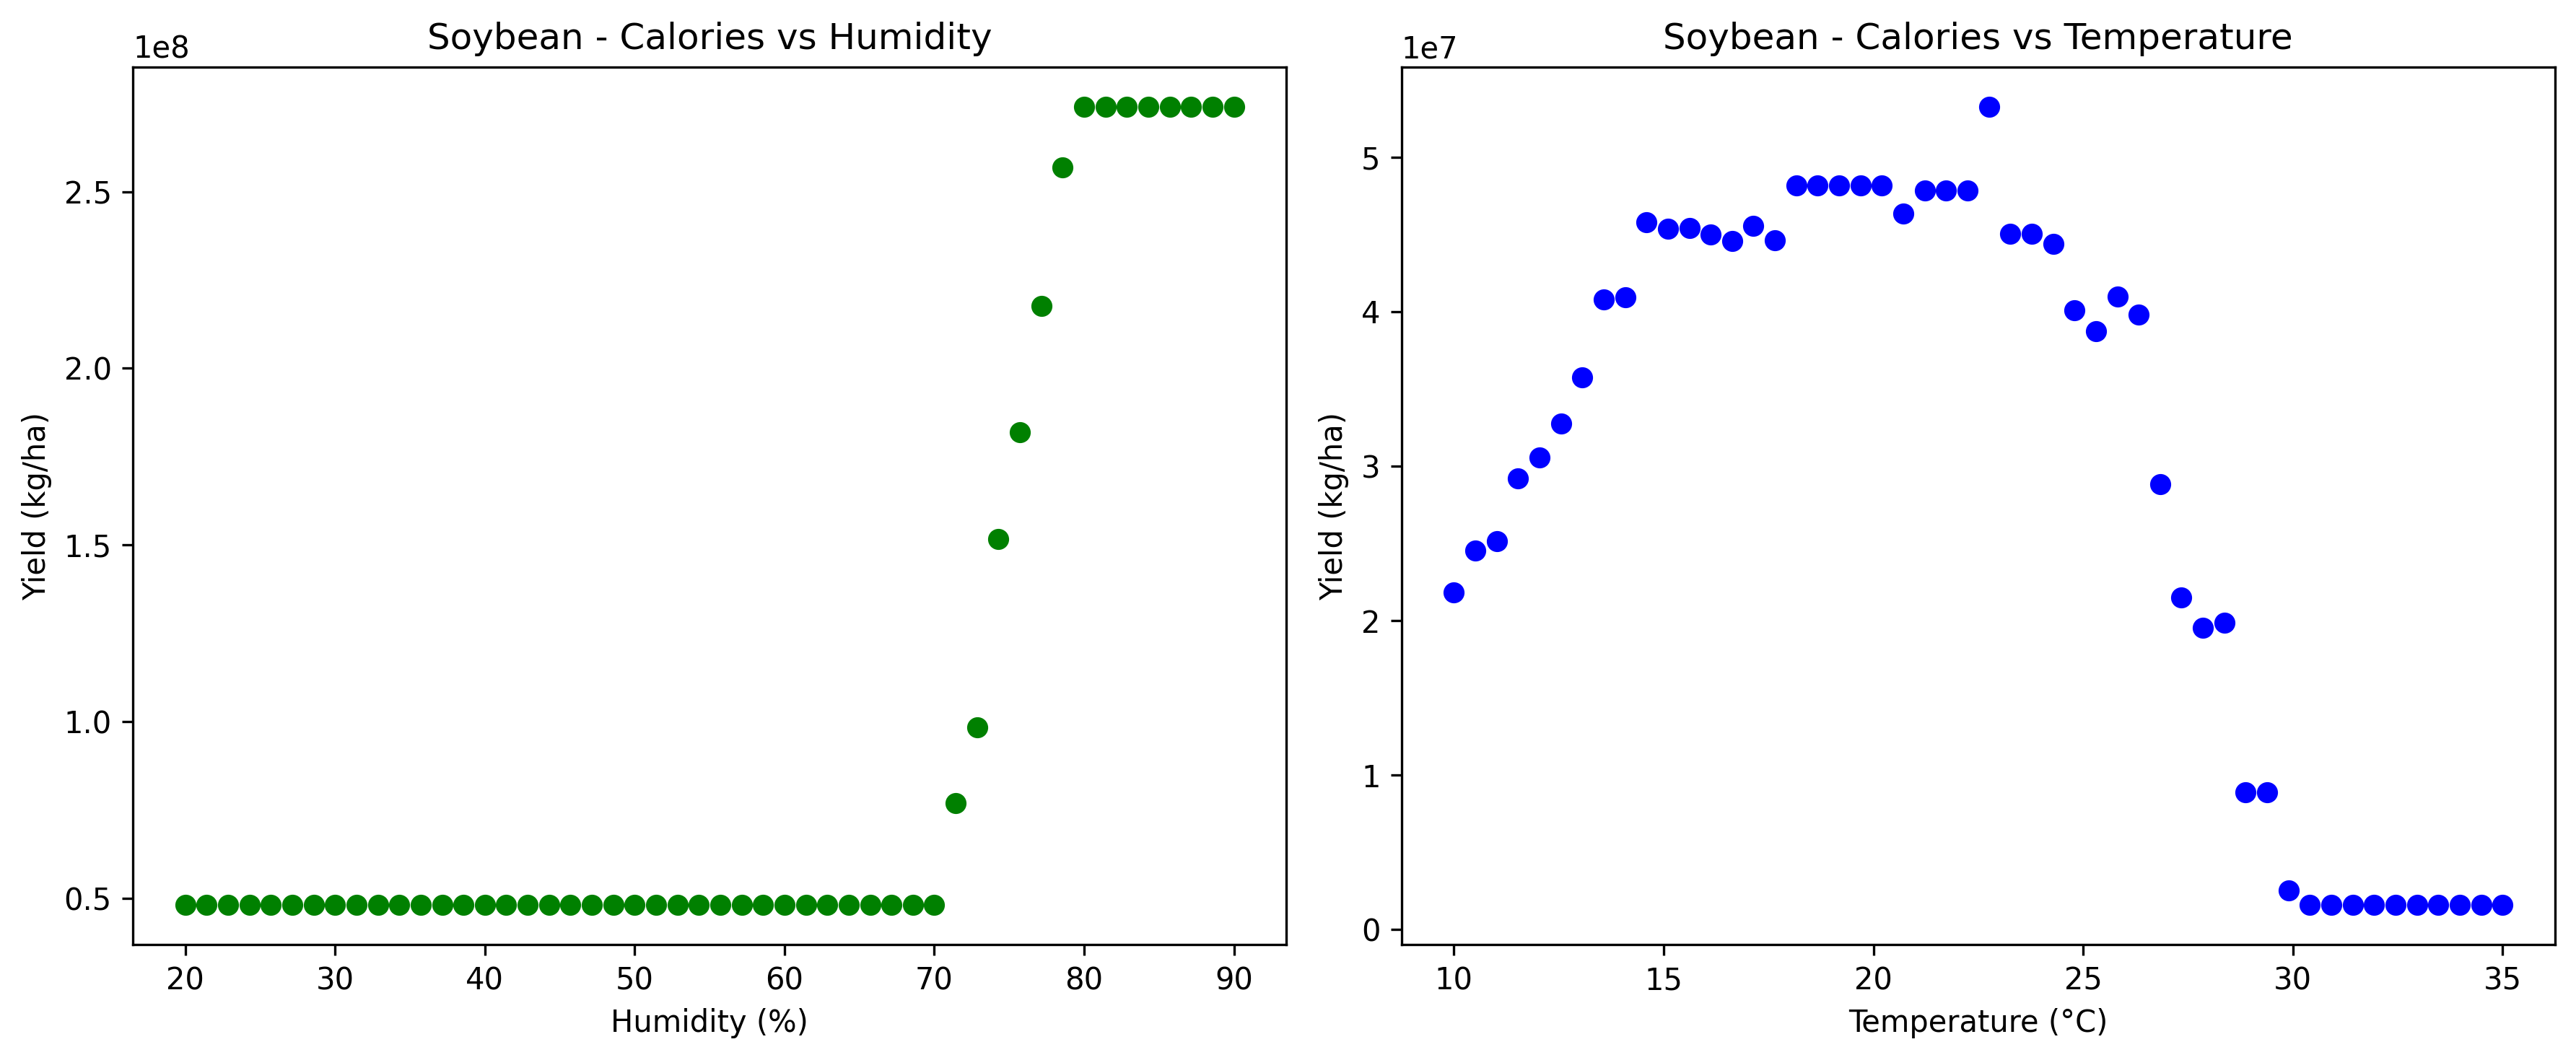 Soybean - Calories vs Humidity
1e8
2.5
2.0
1.5
1.0
0.5
Yield (kg/ha)
20 30 40 50 60 70 80 90
Humidity (%)
Soybean - Calories vs Temperature
1e7
5
4
3
2
1
0
Yield (kg/ha)
10 15 20 25 30 35
Temperature (°C)